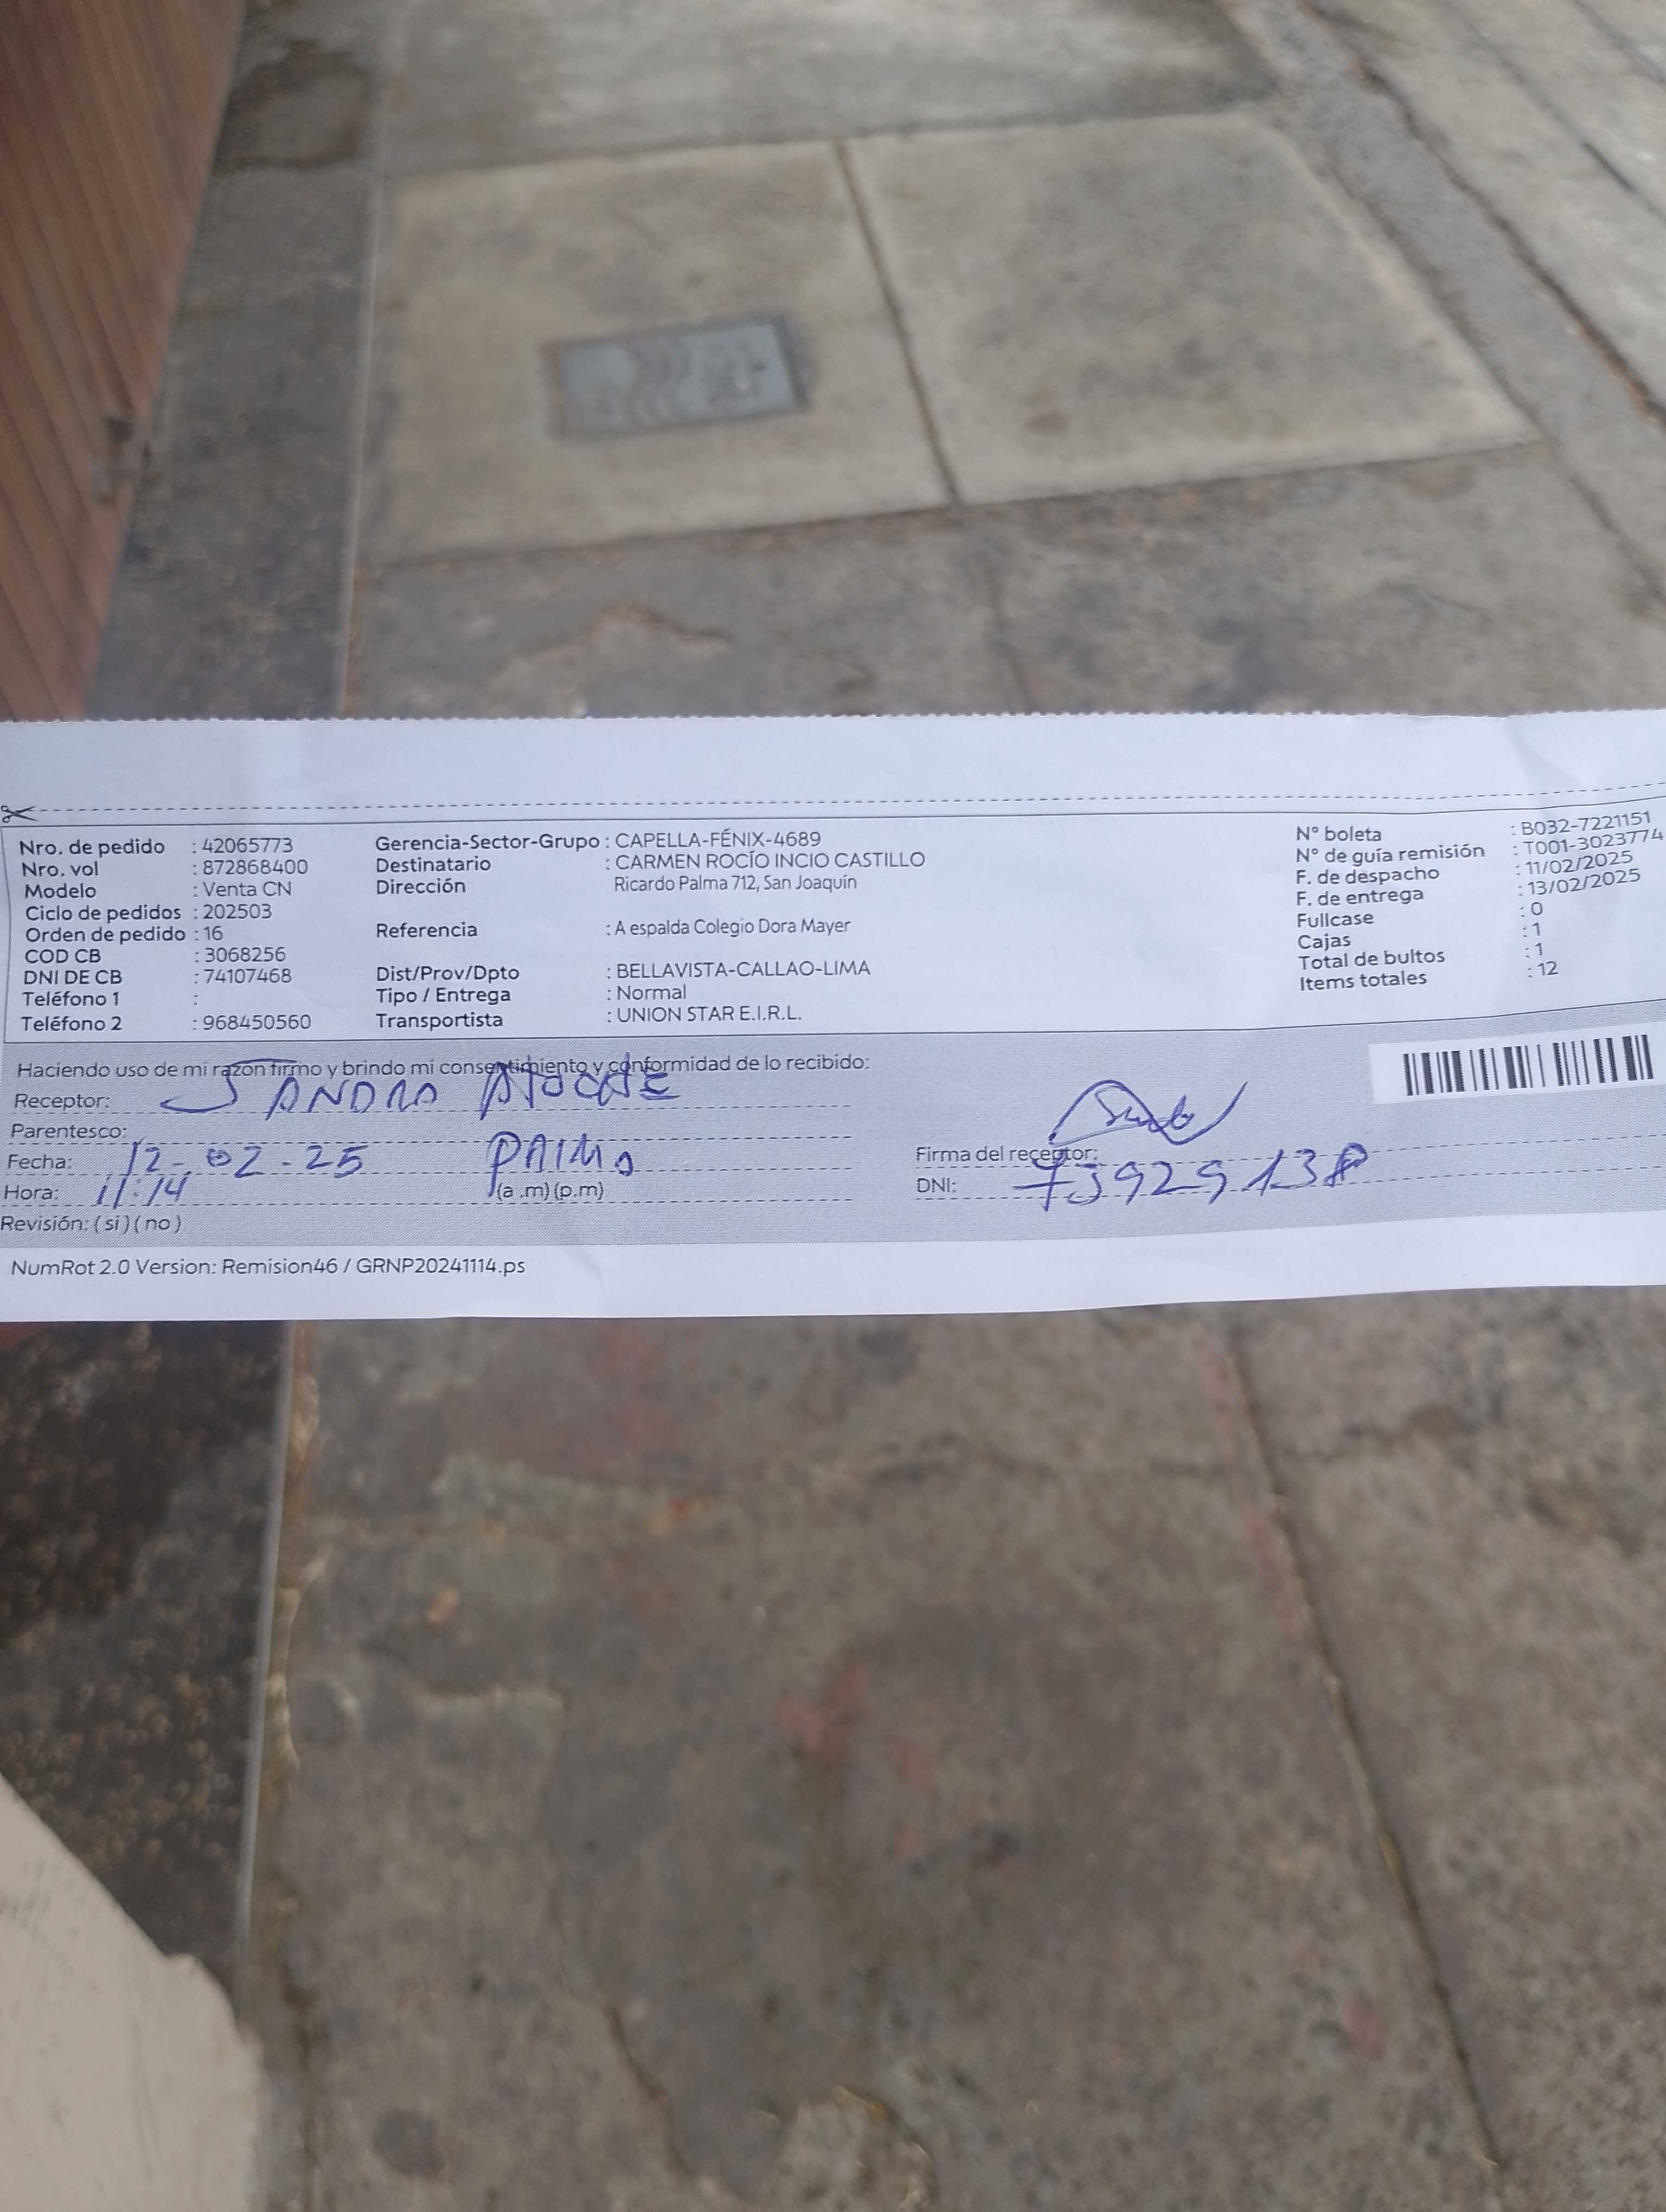 Nro. de pedido : 42065773
Nro. vol : 872868400
Modelo : Venta CN
Ciclo de pedidos : 202503
Orden de pedido : 16
COD CB : 3068256
DNI DE CB : 74107468
Teléfono 1 :
Teléfono 2 : 968450560
Gerencia-Sector-Grupo : CAPELLA-FÉNIX-4689
Destinatario : CARMEN ROCÍO INCIO CASTILLO
Dirección Ricardo Palma 712, San Joaquín
Referencia : A espalda Colegio Dora Mayer
Dist/Prov/Dpto : BELLAVISTA-CALLAO-LIMA
Tipo / Entrega : Normal
Transportista : UNION STAR E.I.R.L.
N° boleta : B032-7221151
N° de guía remisión : T001-3023774
F. de despacho : 11/02/2025
F. de entrega : 13/02/2025
Fullcase : 0
Cajas : 1
Total de bultos : 1
Items totales : 12
Haciendo uso de mi razón firmo y brindo mi consentimiento y conformidad de lo recibido:
Receptor: SANDRO
Parentesco:
Fecha: 12-02-25 PRIMO
Hora: 11:14 (a .m) (p.m)
Revisión: ( si ) ( no )
Firma del receptor:
DNI: 73929138
NumRot 2.0 Version: Remision46 / GRNP20241114.ps